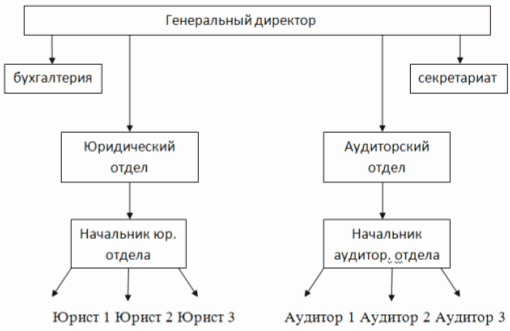 Генеральный директор
бухгалтерия
секретариат
Юридический
отдел
Аудиторский
отдел
Начальник юр.
отдела
Начальник
аудитор. отдела
Юрист 1 Юрист 2 Юрист 3
Аудитор 1 Аудитор 2 Аудитор 3